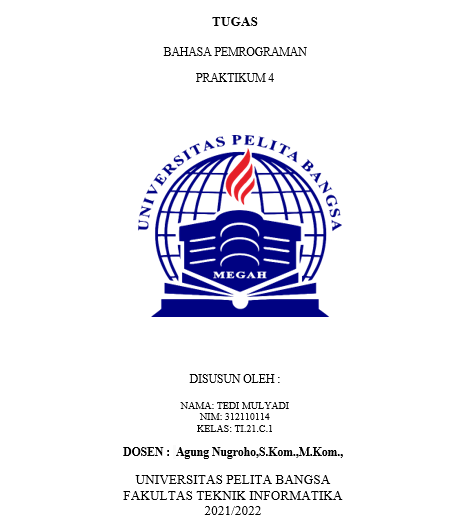 TUGAS
BAHASA PEMROGRAMAN
PRAKTIKUM 4
UNIVERSITAS PELITA BANGSA
MEGAH
DISUSUN OLEH :
NAMA: TEDI MULYADI
NIM: 312110114
KELAS: TI.21.C.1
DOSEN : Agung Nugroho,S.Kom.,M.Kom.,
UNIVERSITAS PELITA BANGSA
FAKULTAS TEKNIK INFORMATIKA
2021/2022